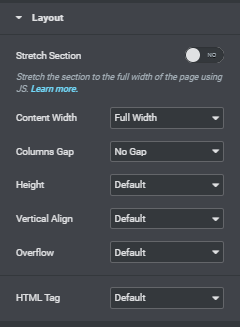 Layout
Stretch Section NO
Stretch the section to the full width of the page using
JS. Learn more.
Content Width Full Width
Columns Gap No Gap
Height Default
Vertical Align Default
Overflow Default
HTML Tag Default